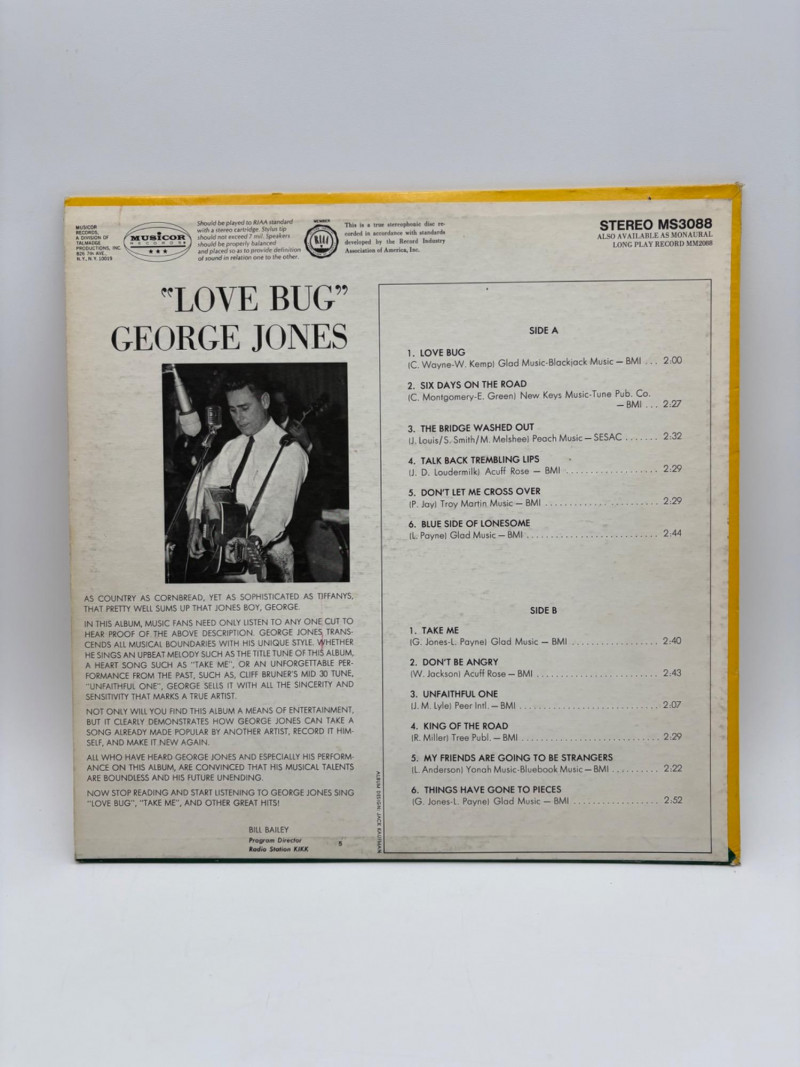 MUSICOR
RECORDS,
A DIVISION OF
TALMADGE
PRODUCTIONS, INC.
826 7th AVE.,
N.Y., N.Y. 10019
MUSICOR
RECORDS
Should be played to RIAA standard
with a stereo cartridge. Stylus tip
should not exceed 7 mil. Speakers
should be properly balanced
and placed so as to provide definition
of sound in relation one to the other.
MEMBER
RIAA
This is a true stereophonic disc re-
corded in accordance with standards
developed by the Record Industry
Association of America, Inc.
STEREO MS3088
ALSO AVAILABLE AS MONAURAL
LONG PLAY RECORD MM2088
"LOVE BUG"
GEORGE JONES
AS COUNTRY AS CORNBREAD, YET AS SOPHISTICATED AS TIFFANYS,
THAT PRETTY WELL SUMS UP THAT JONES BOY, GEORGE.
IN THIS ALBUM, MUSIC FANS NEED ONLY LISTEN TO ANY ONE CUT TO
HEAR PROOF OF THE ABOVE DESCRIPTION. GEORGE JONES TRANS-
CENDS ALL MUSICAL BOUNDARIES WITH HIS UNIQUE STYLE. WHETHER
HE SINGS AN UPBEAT MELODY SUCH AS THE TITLE TUNE OF THIS ALBUM,
A HEART SONG SUCH AS "TAKE ME", OR AN UNFORGETTABLE PER-
FORMANCE FROM THE PAST, SUCH AS, CLIFF BRUNER'S MID 30 TUNE,
"UNFAITHFUL ONE", GEORGE SELLS IT WITH ALL THE SINCERITY AND
SENSITIVITY THAT MARKS A TRUE ARTIST.
NOT ONLY WILL YOU FIND THIS ALBUM A MEANS OF ENTERTAINMENT,
BUT IT CLEARLY DEMONSTRATES HOW GEORGE JONES CAN TAKE A
SONG ALREADY MADE POPULAR BY ANOTHER ARTIST, RECORD IT HIM-
SELF, AND MAKE IT NEW AGAIN.
ALL WHO HAVE HEARD GEORGE JONES AND ESPECIALLY HIS PERFORM-
ANCE ON THIS ALBUM, ARE CONVINCED THAT HIS MUSICAL TALENTS
ARE BOUNDLESS AND HIS FUTURE UNENDING.
NOW STOP READING AND START LISTENING TO GEORGE JONES SING
"LOVE BUG", "TAKE ME", AND OTHER GREAT HITS!
BILL BAILEY
Program Director
Radio Station KIKK
5
ALBUM DESIGN: JACK KAUFMAN
SIDE A
1. LOVE BUG
(C. Wayne-W. Kemp) Glad Music-Blackjack Music — BMI ... 2:00
2. SIX DAYS ON THE ROAD
(C. Montgomery-E. Green) New Keys Music-Tune Pub. Co.
— BMI ... 2:27
3. THE BRIDGE WASHED OUT
(J. Louis/S. Smith/M. Melshee) Peach Music — SESAC ....... 2:32
4. TALK BACK TREMBLING LIPS
(J. D. Loudermilk) Acuff Rose — BMI ................... 2:29
5. DON'T LET ME CROSS OVER
(P. Jay) Troy Martin Music — BMI ....................... 2:29
6. BLUE SIDE OF LONESOME
(L. Payne) Glad Music — BMI .......................... 2:44
SIDE B
1. TAKE ME
(G. Jones-L. Payne) Glad Music — BMI .................. 2:40
2. DON'T BE ANGRY
(W. Jackson) Acuff Rose — BMI ........................ 2:43
3. UNFAITHFUL ONE
(J. M. Lyle) Peer Intl. — BMI ............................ 2:07
4. KING OF THE ROAD
(R. Miller) Tree Publ. — BMI ............................ 2:29
5. MY FRIENDS ARE GOING TO BE STRANGERS
(L. Anderson) Yonah Music-Bluebook Music — BMI .......... 2:22
6. THINGS HAVE GONE TO PIECES
(G. Jones-L. Payne) Glad Music — BMI .................. 2:52